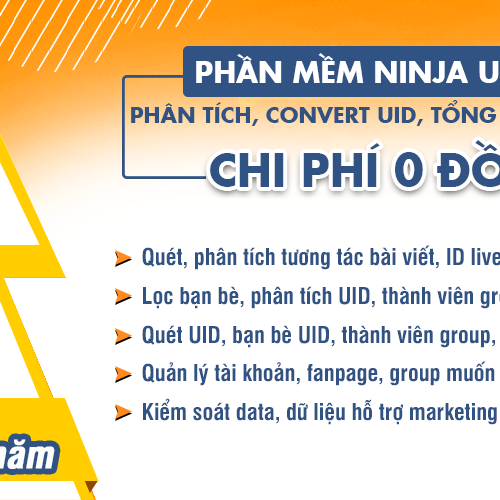 PHẦN MỀM NINJA U
PHÂN TÍCH, CONVERT UID, TỔNG
CHI PHÍ 0 ĐỒ
Quét, phân tích tương tác bài viết, ID live
Lọc bạn bè, phân tích UID, thành viên gr
Quét UID, bạn bè UID, thành viên group,
Quản lý tài khoản, fanpage, group muốn
Kiểm soát data, dữ liệu hỗ trợ marketing
năm